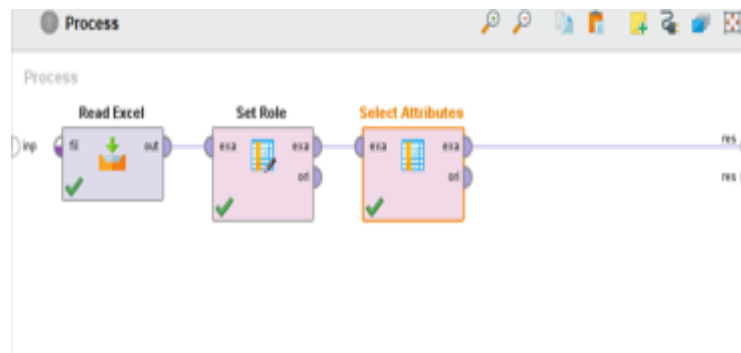 Process
Process
Read Excel
Set Role
Select Attributes
inp
fil
out
exa
exa
ori
exa
exa
ori
res
res